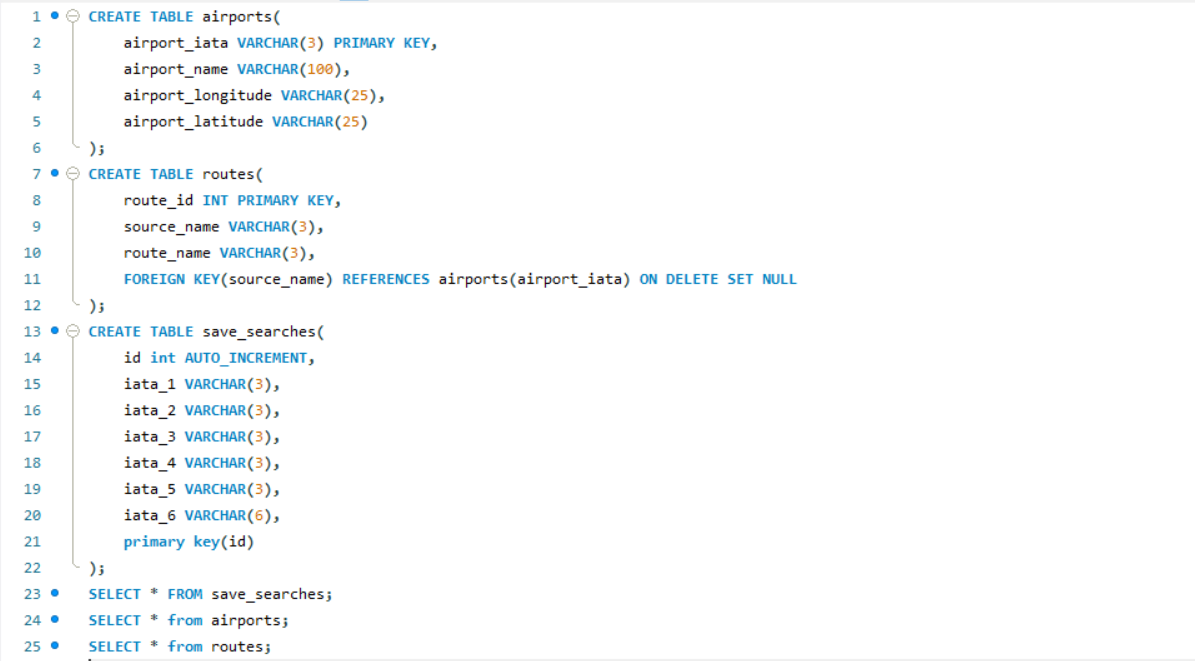 1 CREATE TABLE airports(
2 airport_iata VARCHAR(3) PRIMARY KEY,
3 airport_name VARCHAR(100),
4 airport_longitude VARCHAR(25),
5 airport_latitude VARCHAR(25)
6 );
7 CREATE TABLE routes(
8 route_id INT PRIMARY KEY,
9 source_name VARCHAR(3),
10 route_name VARCHAR(3),
11 FOREIGN KEY(source_name) REFERENCES airports(airport_iata) ON DELETE SET NULL
12 );
13 CREATE TABLE save_searches(
14 id int AUTO_INCREMENT,
15 iata_1 VARCHAR(3),
16 iata_2 VARCHAR(3),
17 iata_3 VARCHAR(3),
18 iata_4 VARCHAR(3),
19 iata_5 VARCHAR(3),
20 iata_6 VARCHAR(6),
21 primary key(id)
22 );
23 SELECT * FROM save_searches;
24 SELECT * from airports;
25 SELECT * from routes;